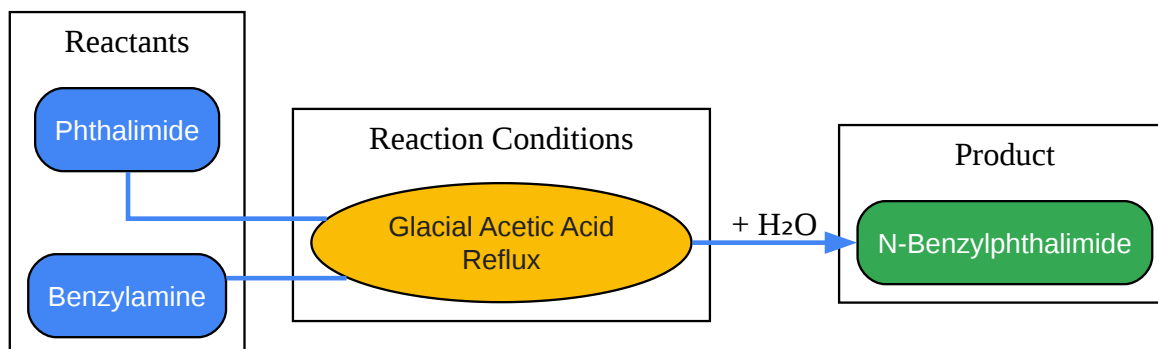 Reactants
Phthalimide
Benzylamine
Reaction Conditions
Glacial Acetic Acid
Reflux
+ H₂O
Product
N-Benzylphthalimide